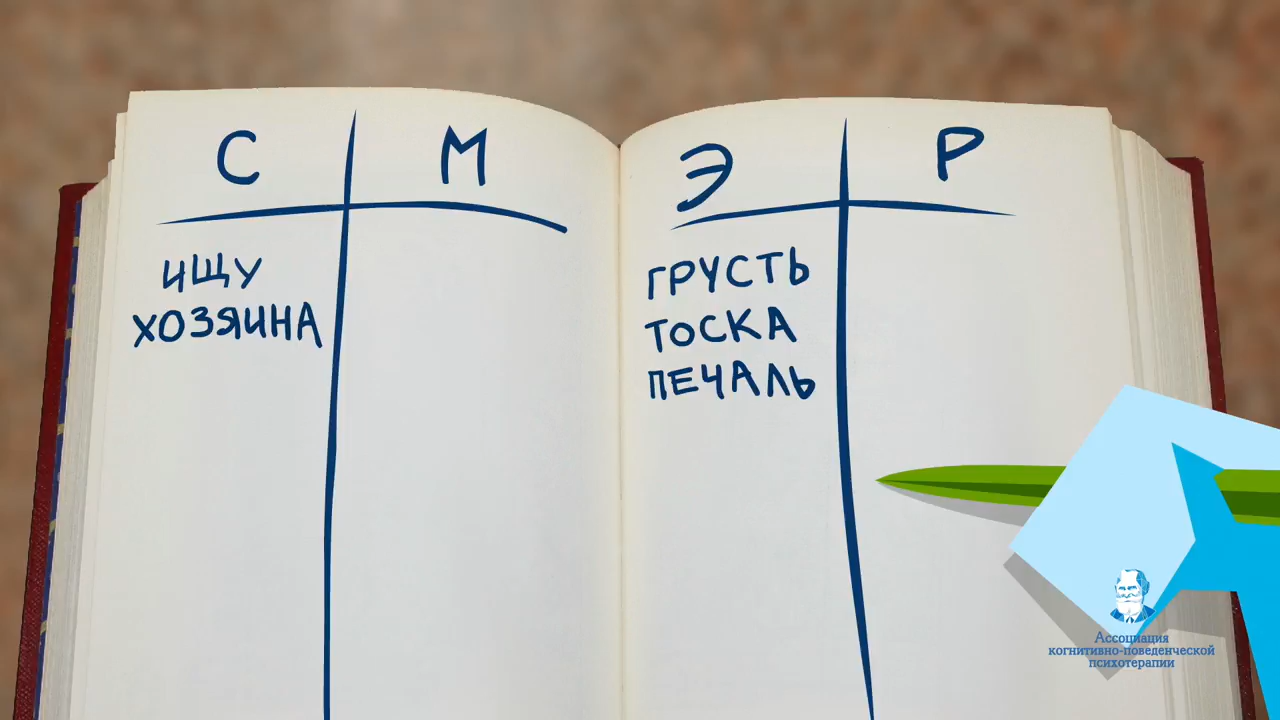 С
М
Э
Р
ИЩУ
ХОЗЯИНА
ГРУСТЬ
ТОСКА
ПЕЧАЛЬ
Ассоциация
когнитивно-поведенческой
психотерапии